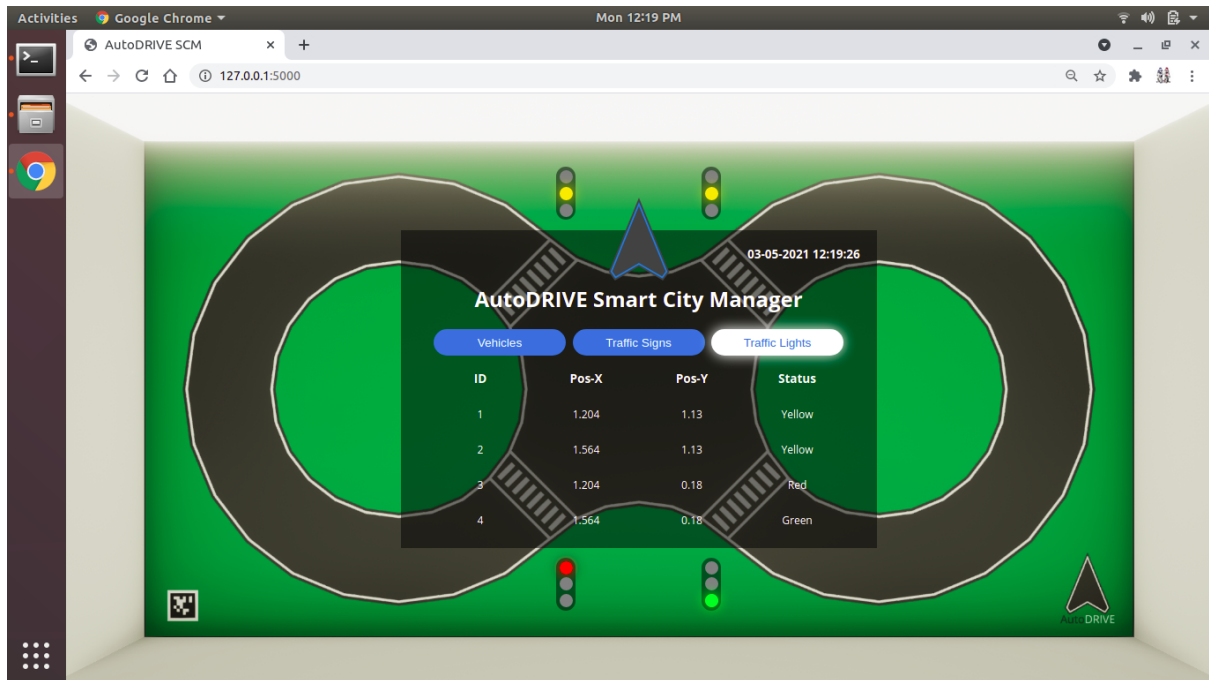 Activities Google Chrome Mon 12:19 PM
AutoDRIVE SCM
127.0.0.1:5000
03-05-2021 12:19:26
AutoDRIVE Smart City Manager
Vehicles Traffic Signs Traffic Lights
ID Pos-X Pos-Y Status
1 1.204 1.13 Yellow
2 1.564 1.13 Yellow
3 1.204 0.18 Red
4 1.564 0.18 Green
AutoDRIVE